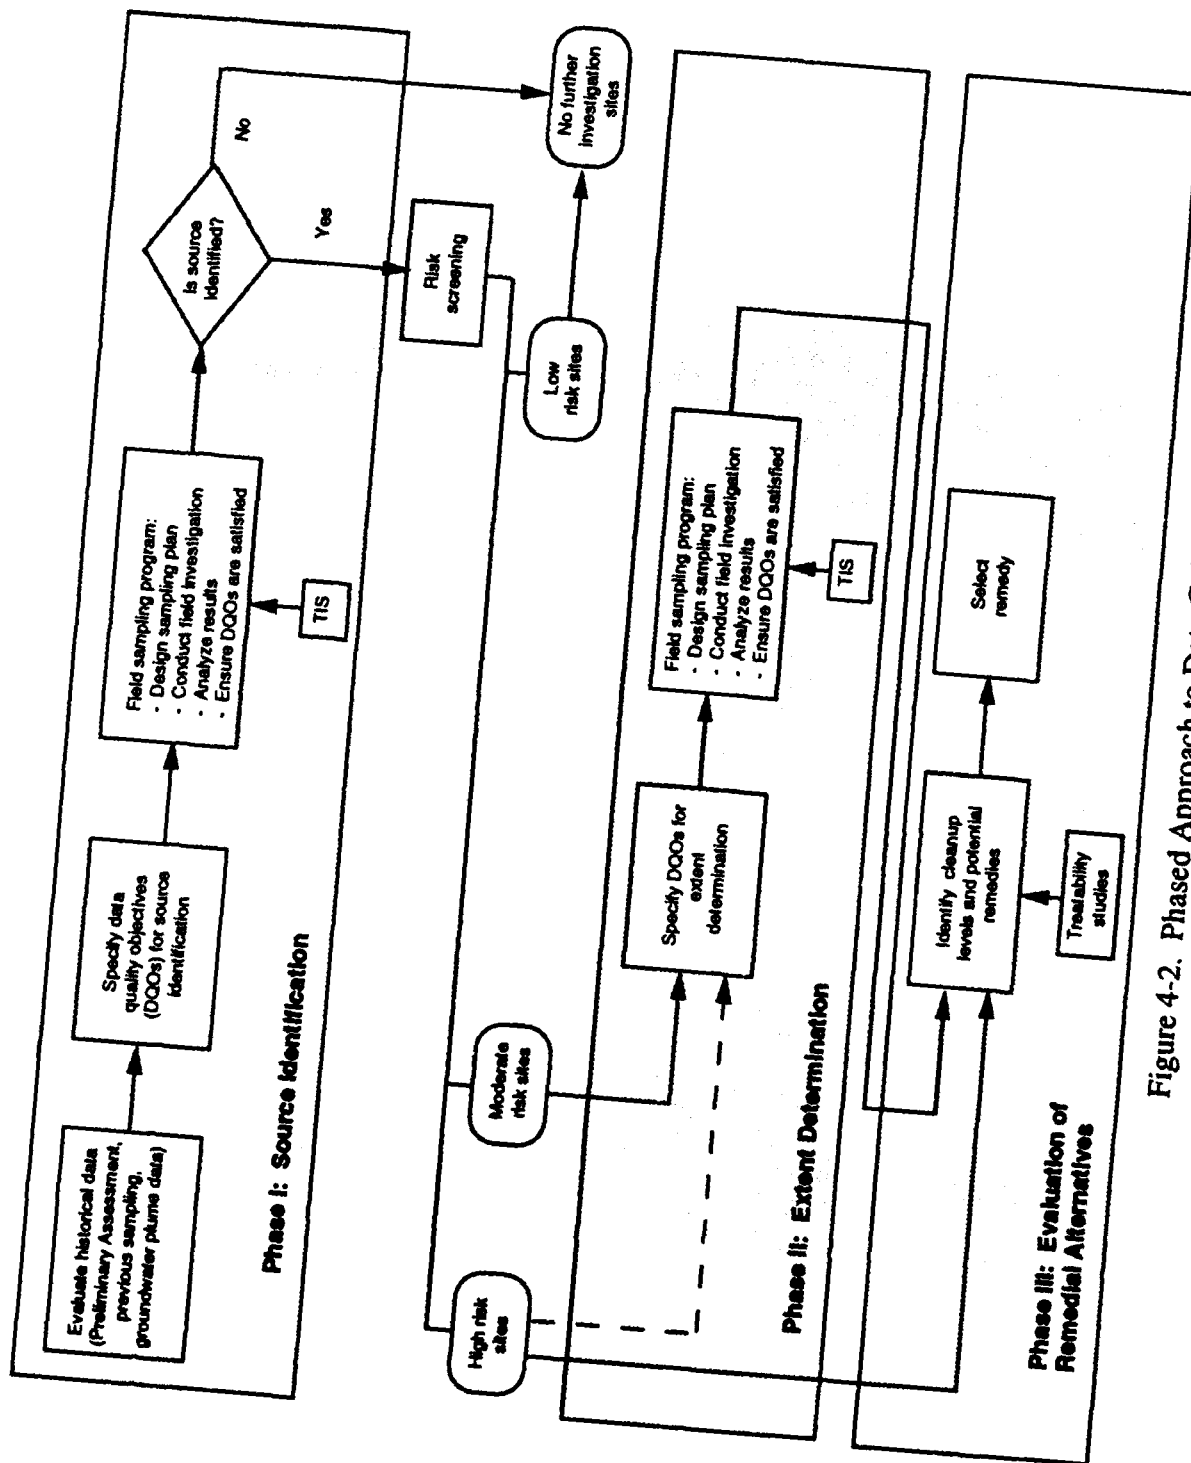 Evaluate historical data
(Preliminary Assessment,
previous sampling,
groundwater plume data)
Specify data
quality objectives
(DQOs) for source
identification
Field sampling program:
- Design sampling plan
- Conduct field investigation
- Analyze results
- Ensure DQOs are satisfied
TIS
Is source
identified?
No
Yes
Phase I: Source Identification
Risk
screening
No further
investigation
sites
Low
risk sites
Moderate
risk sites
High risk
sites
Specify DQOs for
extent
determination
Field sampling program:
- Design sampling plan
- Conduct field investigation
- Analyze results
- Ensure DQOs are satisfied
TIS
Phase II: Extent Determination
Identify cleanup
levels and potential
remedies
Select
remedy
Treatability
studies
Phase III: Evaluation of
Remedial Alternatives
Figure 4-2. Phased Approach to